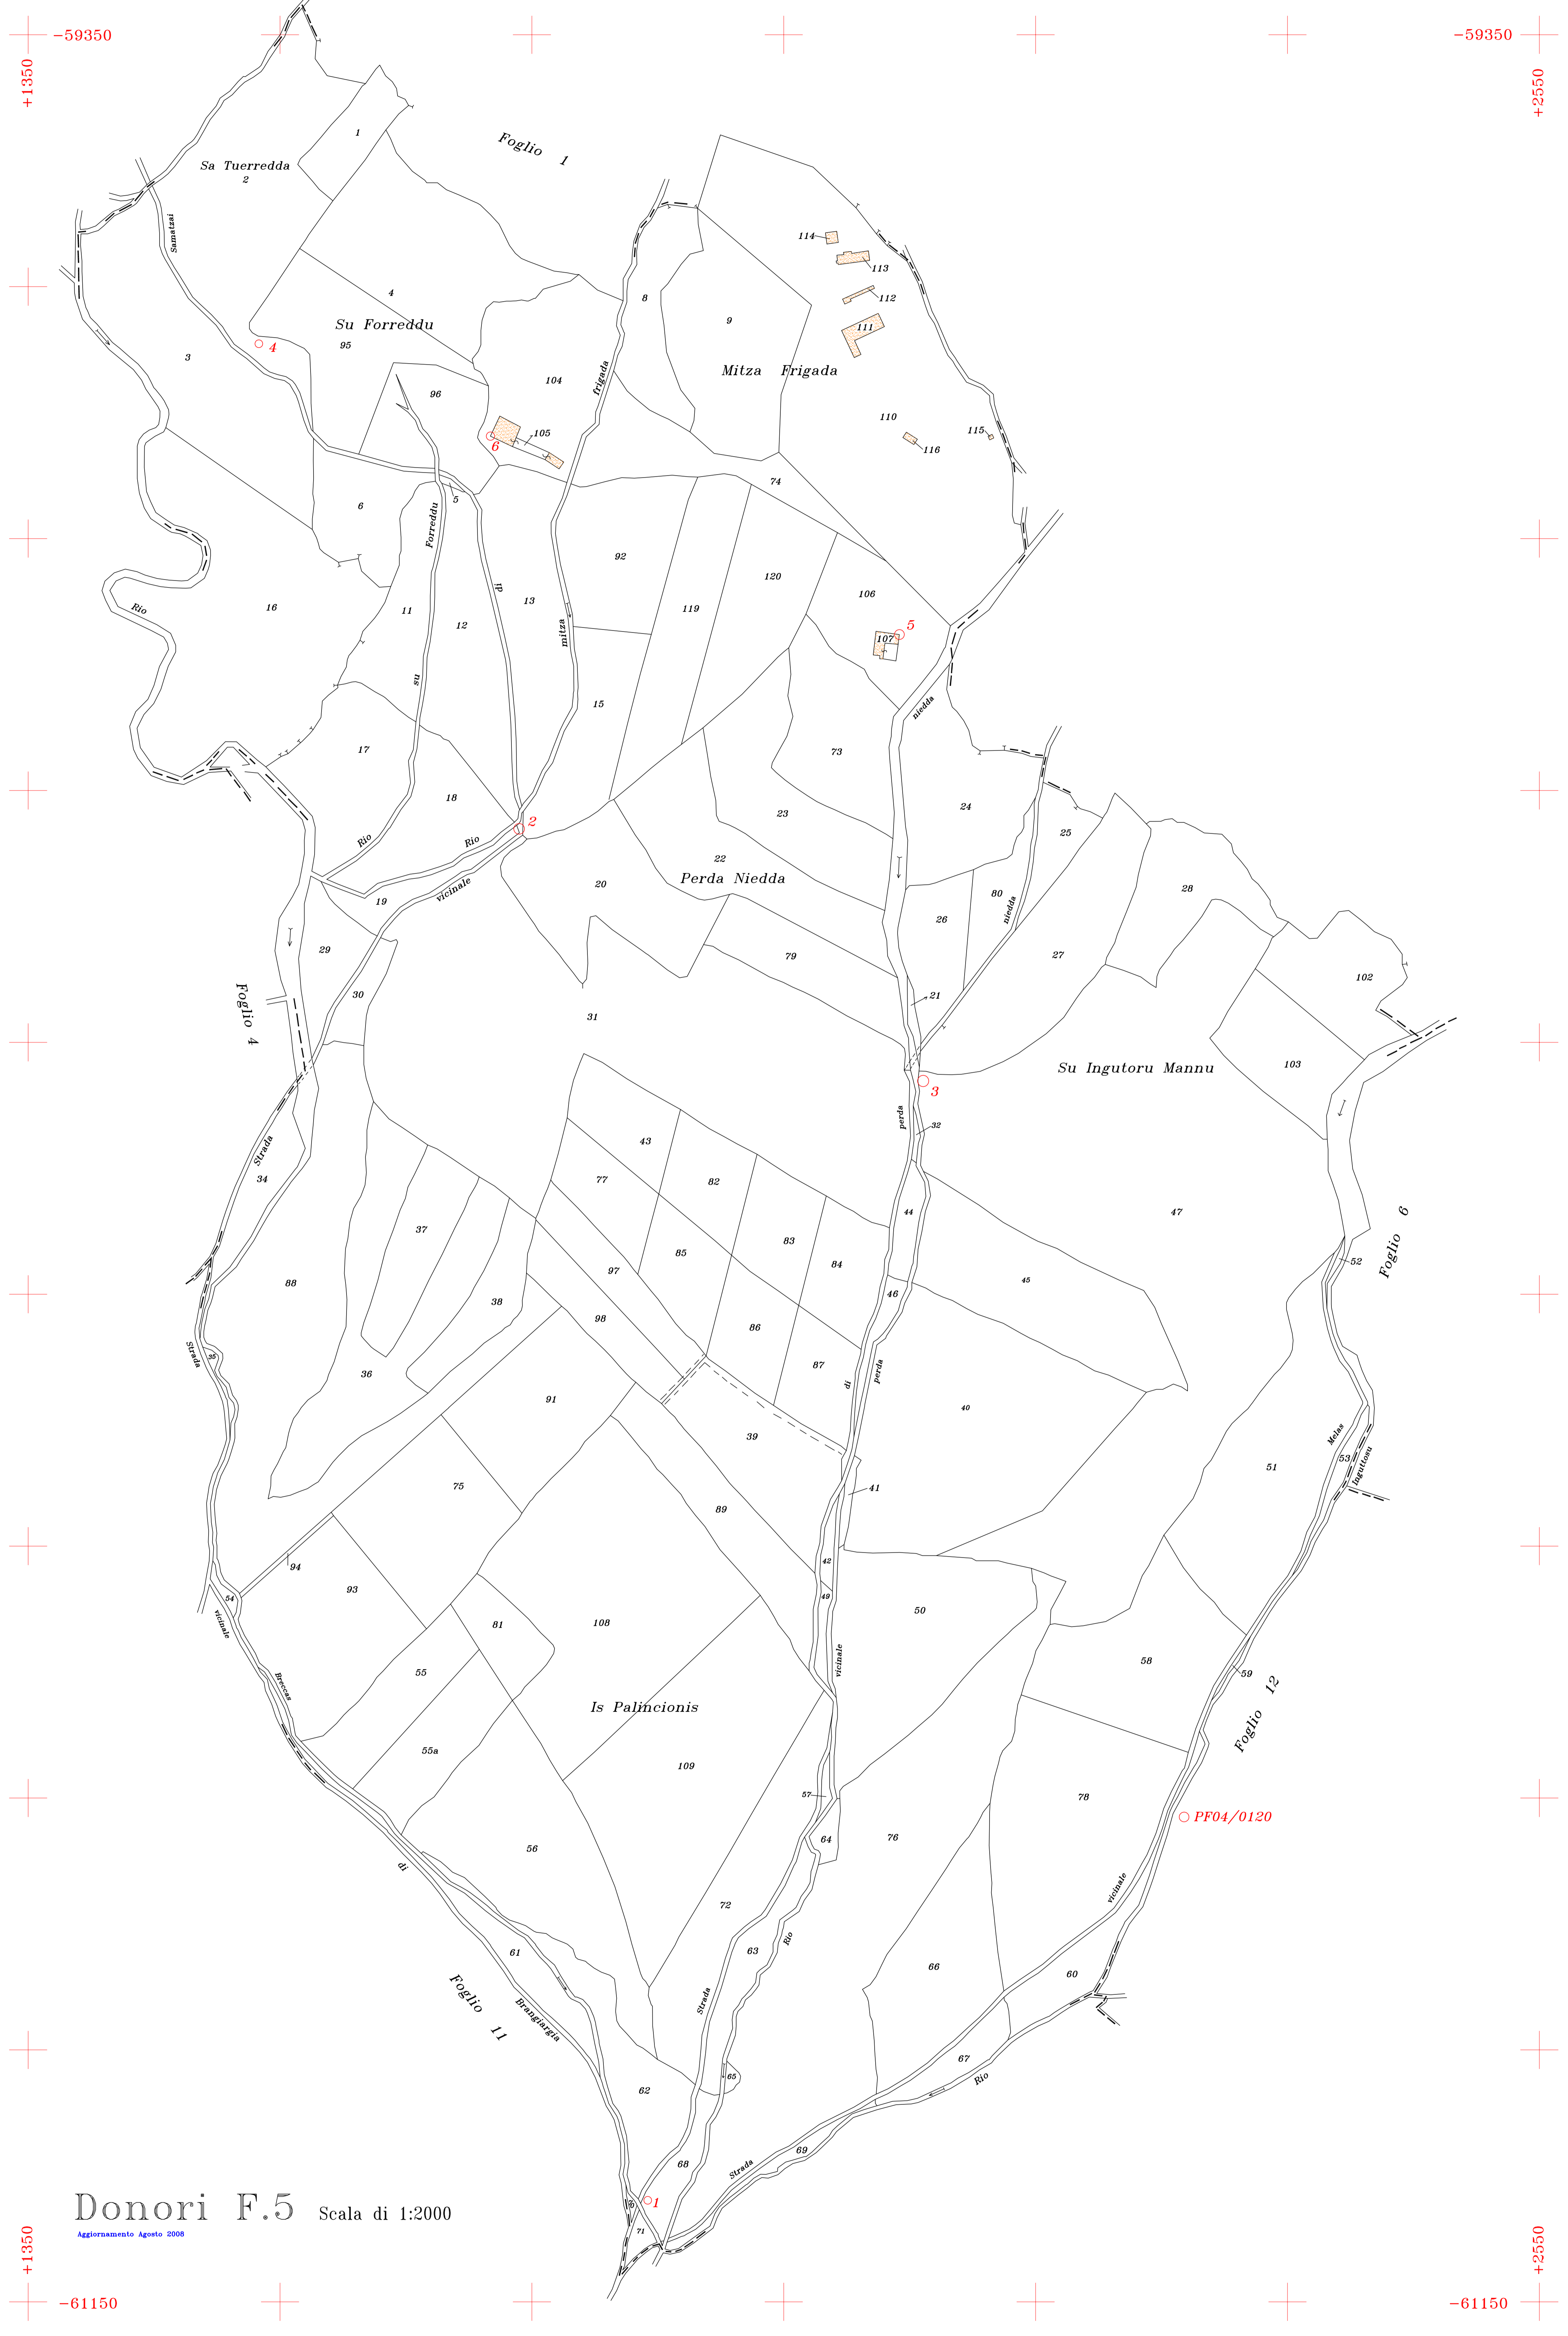 -59350
-59350
+1350
+2550
Foglio 1
1
Sa Tuerredda
2
Samatzai
114
113
112
111
4
8
9
Su Forreddu
95
3
4
Mitza Frigada
frigada
104
96
110
105
6
115
116
74
5
6
Forreddu
92
120
106
di
13
119
Rio
16
11
12
mitza
5
107
su
15
niedda
17
73
18
24
23
2
25
Rio
Rio
22
Perda Niedda
20
28
vicinale
80
19
26
niedda
29
79
27
102
30
21
Foglio 4
31
103
Su Ingutoru Mannu
3
perda
32
43
Strada
34
77
82
47
44
Foglio 6
37
83
85
84
52
97
45
88
46
38
98
86
Strada
35
87
36
di
perda
91
40
39
Melas
51
53
Inguttosu
75
41
89
42
94
93
49
54
50
vicinale
108
81
vicinale
58
55
59
Breccas
Is Palincionis
Foglio 12
55a
109
57
78
PF04/0120
64
76
56
di
vicinale
72
Rio
63
61
66
60
Foglio 11
Strada
Brangiargia
67
65
Rio
62
69
68
Strada
1
71
Donori F.5 Scala di 1:2000
Aggiornamento Agosto 2008
+1350
+2550
-61150
-61150